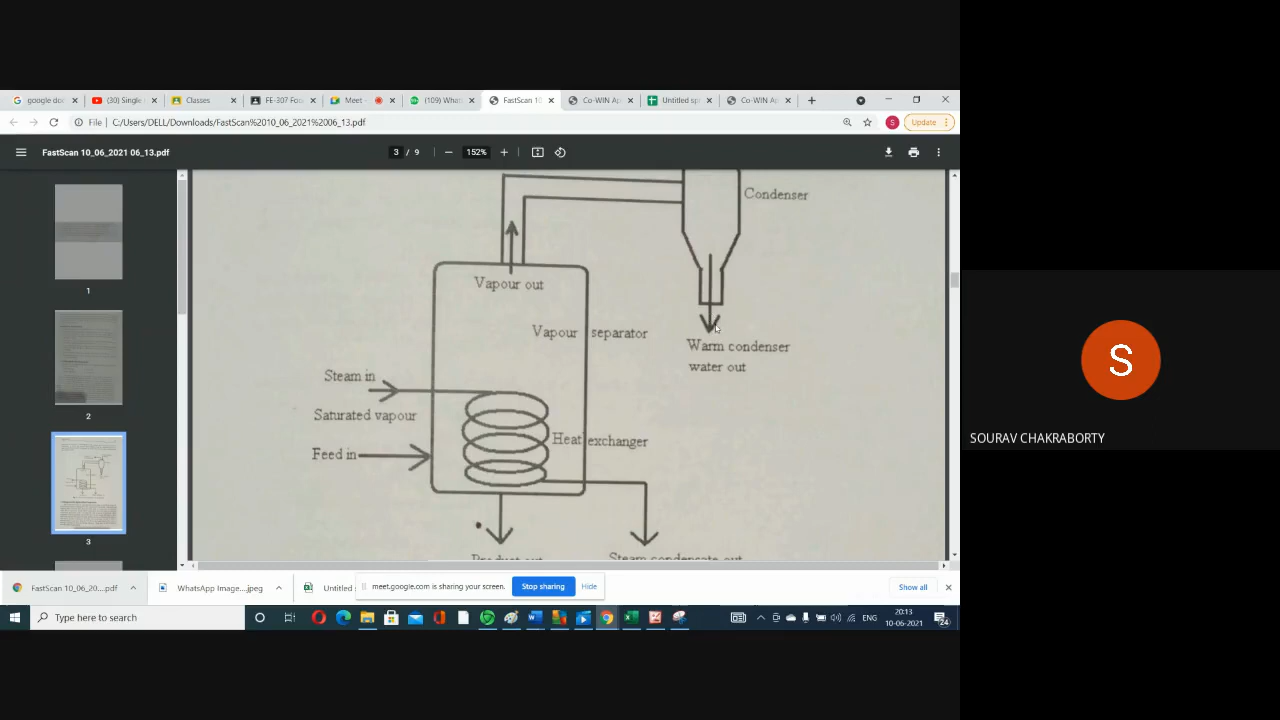 google do
(30) Single
Classes
FE-307 Foo
Meet -
(109) What
FastScan 10
Co-WIN Ap
Untitled sp
Co-WIN Ap
File | C:/Users/DELL/Downloads/FastScan%2010_06_2021%2006_13.pdf
S
Update
FastScan 10_06_2021 06_13.pdf
3 / 9
152%
1
2
3
Condenser
Vapour out
Vapour separator
Warm condenser
water out
Steam in
Saturated vapour
Heat exchanger
Feed in
Product out
Steam condensate out
S
SOURAV CHAKRABORTY
FastScan 10_06_20....pdf
WhatsApp Image....jpeg
Untitled
meet.google.com is sharing your screen.
Stop sharing
Hide
Show all
Type here to search
ENG
20:13
10-06-2021
24